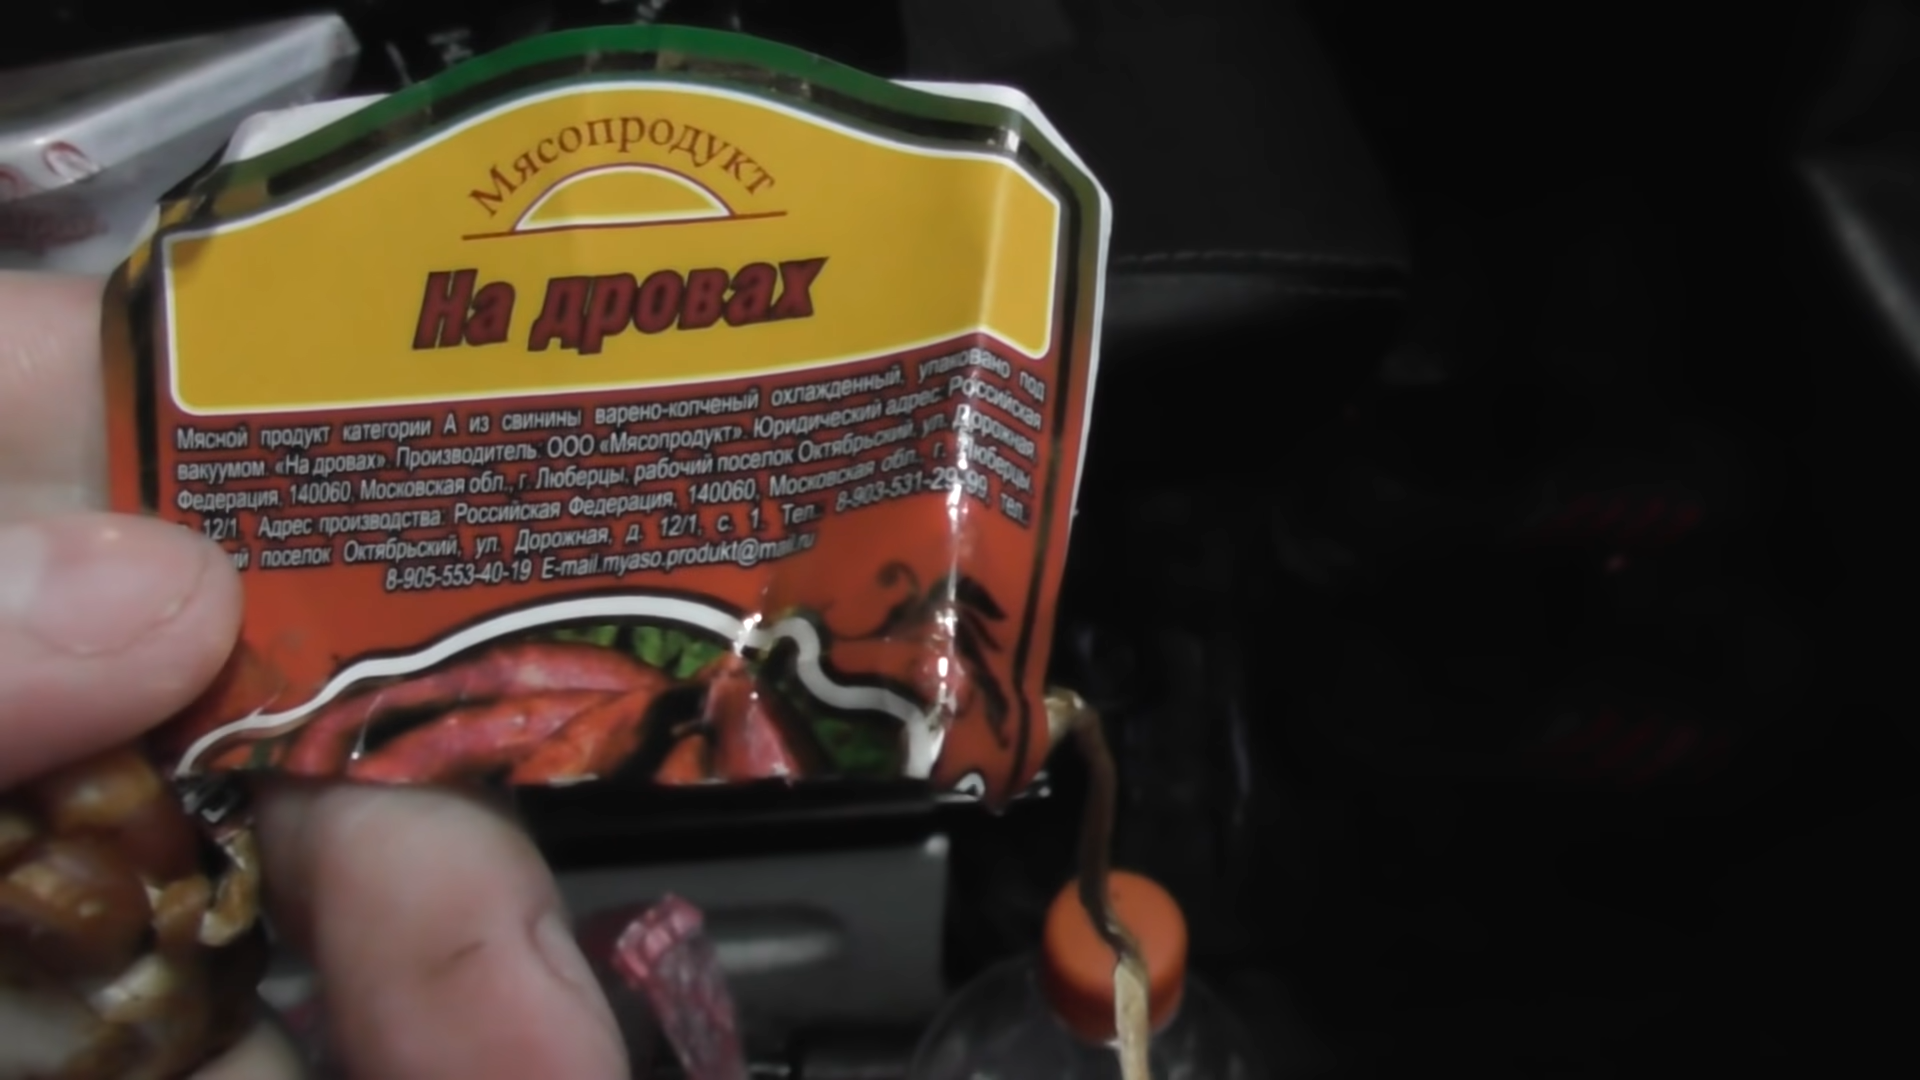 Мясопродукт
На дровах
Мясной продукт категории А из свинины варено-копченый охлажденный, упаковано под
вакуумом. «На дровах». Производитель: ООО «Мясопродукт». Юридический адрес: Российская
Федерация, 140060, Московская обл., г. Люберцы, рабочий поселок Октябрьский, ул. Дорожная
12/1. Адрес производства: Российская Федерация, 140060, Московская обл., г. Люберцы,
поселок Октябрьский, ул. Дорожная, д. 12/1, с. 1. Тел.: 8-903-531-29-99, тел.:
8-905-553-40-19 E-mail.myaso.produkt@mail.ru